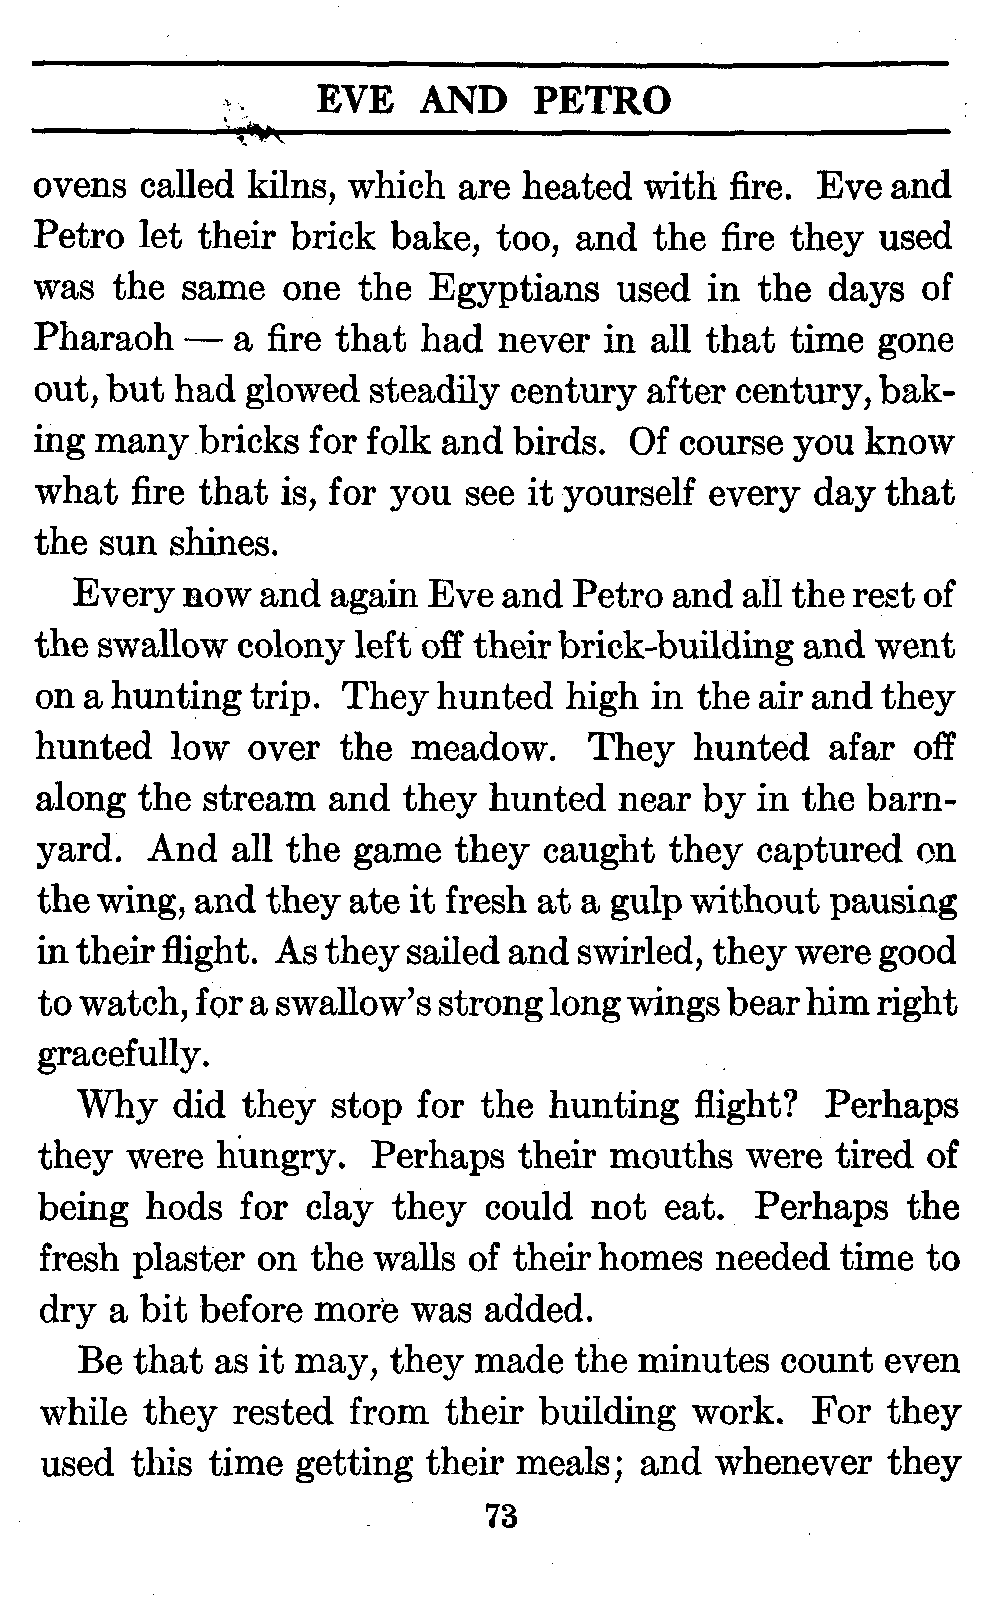 EVE AND PETRO
ovens called kilns, which are heated with fire. Eve and
Petro let their brick bake, too, and the fire they used
was the same one the Egyptians used in the days of
Pharaoh — a fire that had never in all that time gone
out, but had glowed steadily century after century, bak-
ing many bricks for folk and birds. Of course you know
what fire that is, for you see it yourself every day that
the sun shines.
Every now and again Eve and Petro and all the rest of
the swallow colony left off their brick-building and went
on a hunting trip. They hunted high in the air and they
hunted low over the meadow. They hunted afar off
along the stream and they hunted near by in the barn-
yard. And all the game they caught they captured on
the wing, and they ate it fresh at a gulp without pausing
in their flight. As they sailed and swirled, they were good
to watch, for a swallow's strong long wings bear him right
gracefully.
Why did they stop for the hunting flight? Perhaps
they were hungry. Perhaps their mouths were tired of
being hods for clay they could not eat. Perhaps the
fresh plaster on the walls of their homes needed time to
dry a bit before more was added.
Be that as it may, they made the minutes count even
while they rested from their building work. For they
used this time getting their meals; and whenever they
73